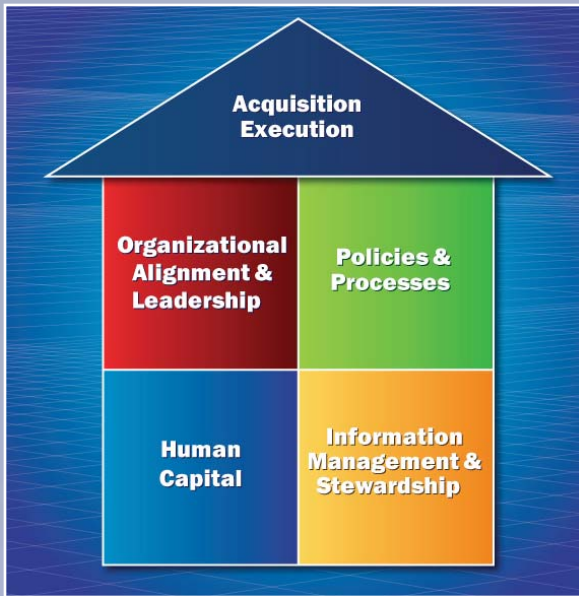 Acquisition
Execution
Organizational
Alignment &
Leadership
Policies &
Processes
Human
Capital
Information
Management &
Stewardship